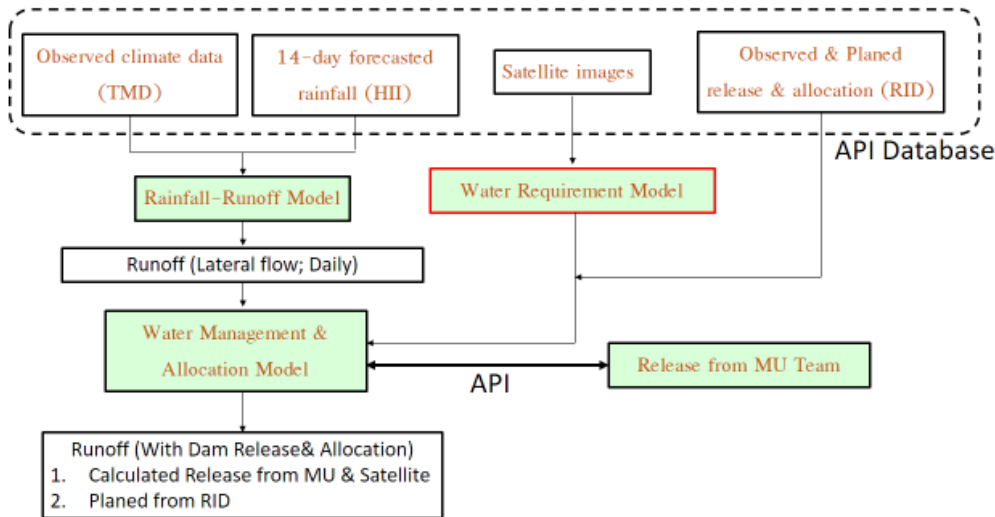 Observed climate data
(TMD)
14-day forecasted
rainfall (HII)
Satellite images
Observed & Planed
release & allocation (RID)
API Database
Rainfall-Runoff Model
Water Requirement Model
Runoff (Lateral flow; Daily)
Water Management &
Allocation Model
API
Release from MU Team
Runoff (With Dam Release& Allocation)
1. Calculated Release from MU & Satellite
2. Planed from RID